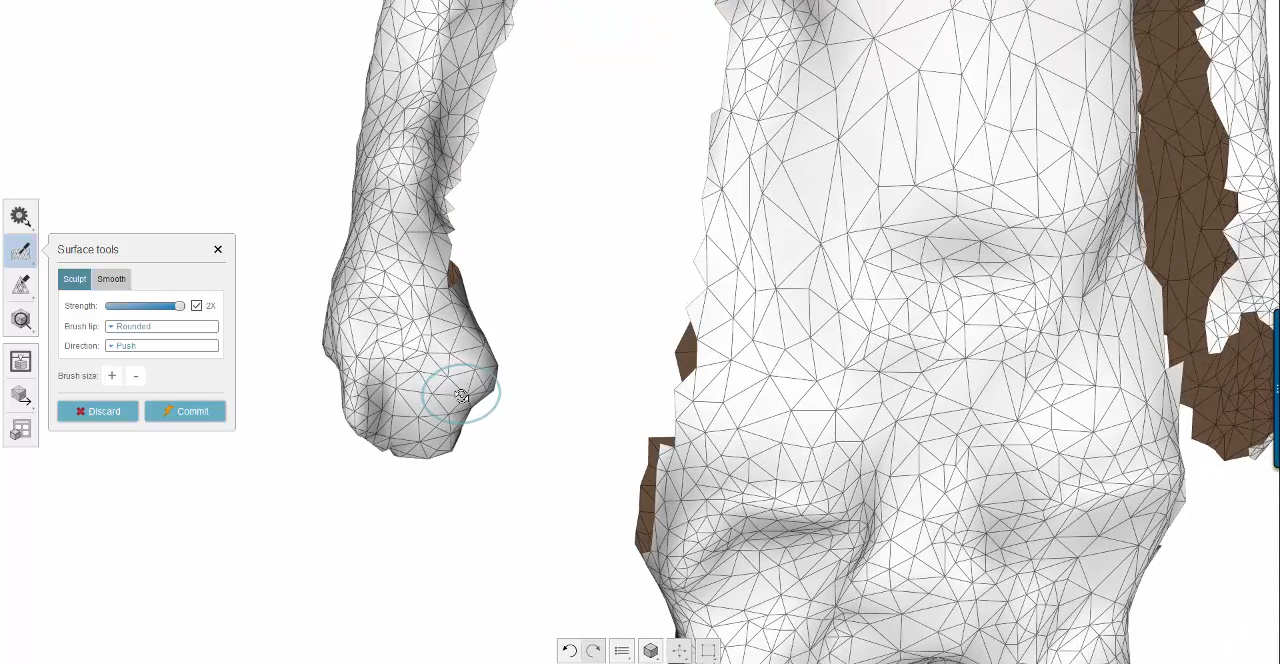 Surface tools
Sculpt Smooth
Strength: 2X
Brush tip: Rounded
Direction: Push
Brush size: + -
Discard Commit